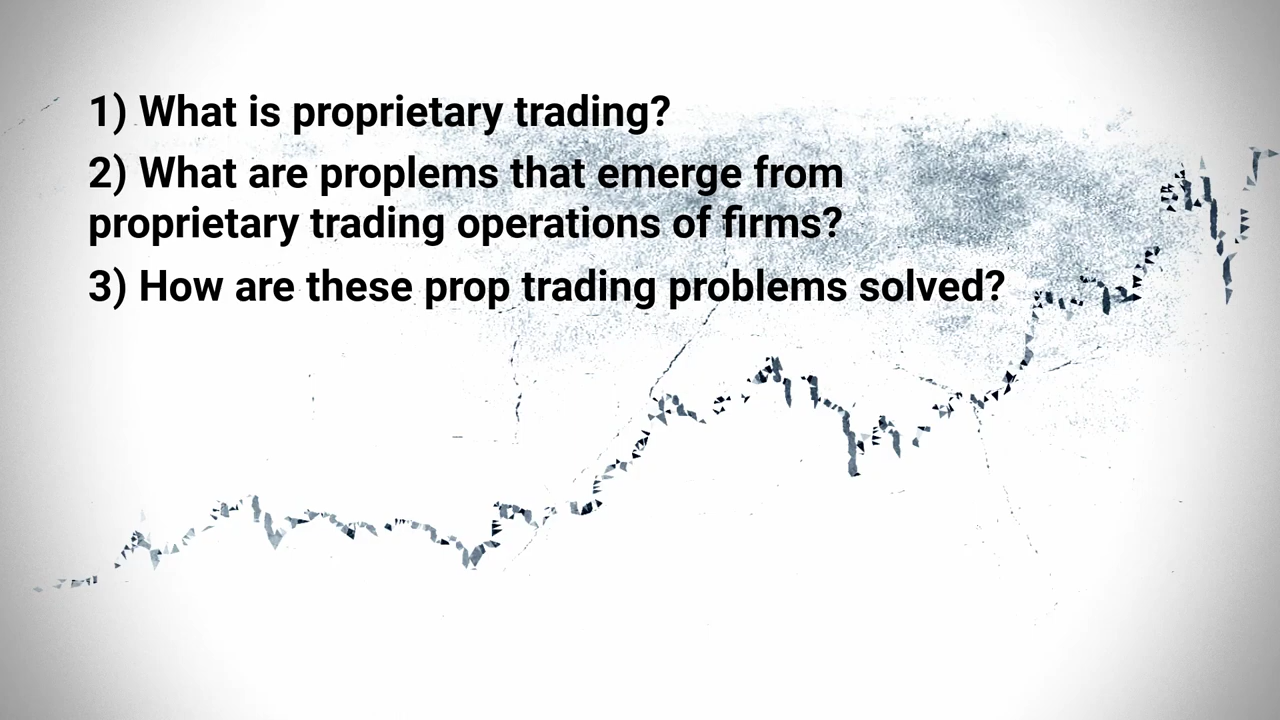 1) What is proprietary trading?
2) What are proplems that emerge from
proprietary trading operations of firms?
3) How are these prop trading problems solved?